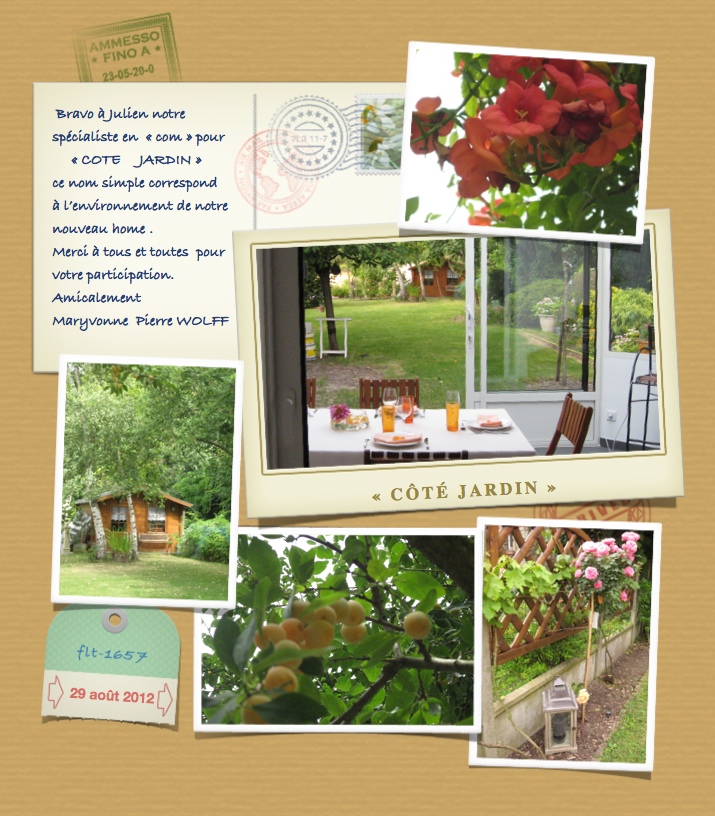 AMMESSO
FINO A
23-05-20-0
Bravo à Julien notre
spécialiste en « com » pour
« COTE JARDIN »
ce nom simple correspond
à l'environnement de notre
nouveau home .
Merci à tous et toutes pour
votre participation.
Amicalement
Maryvonne Pierre WOLFF
« CÔTÉ JARDIN »
flt-1657
29 août 2012